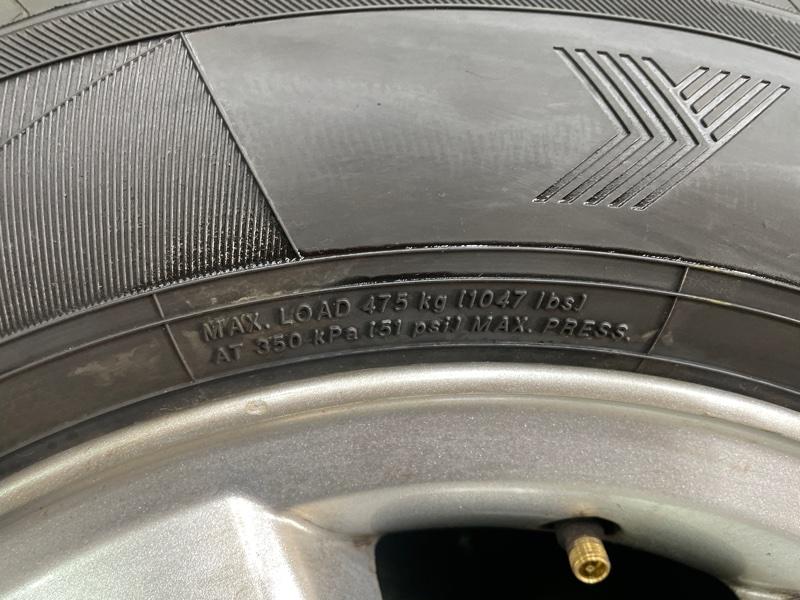 MAX. LOAD 475 kg [1047 lbs]
AT 350 kPa [51 psi] MAX. PRESS.